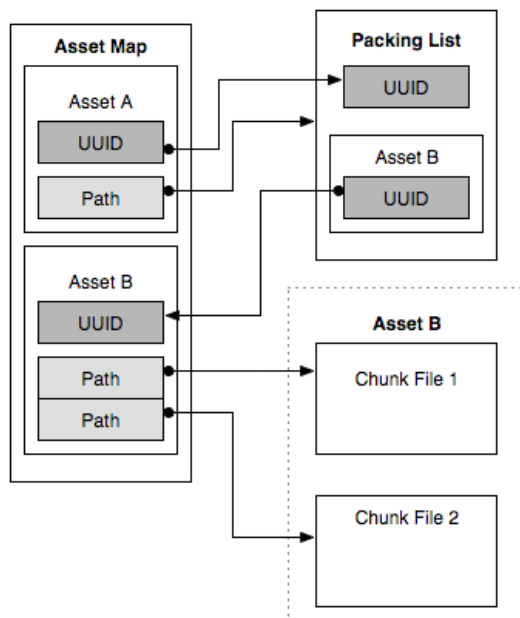 Asset Map
Asset A
UUID
Path
Asset B
UUID
Path
Path
Packing List
UUID
Asset B
UUID
Asset B
Chunk File 1
Chunk File 2